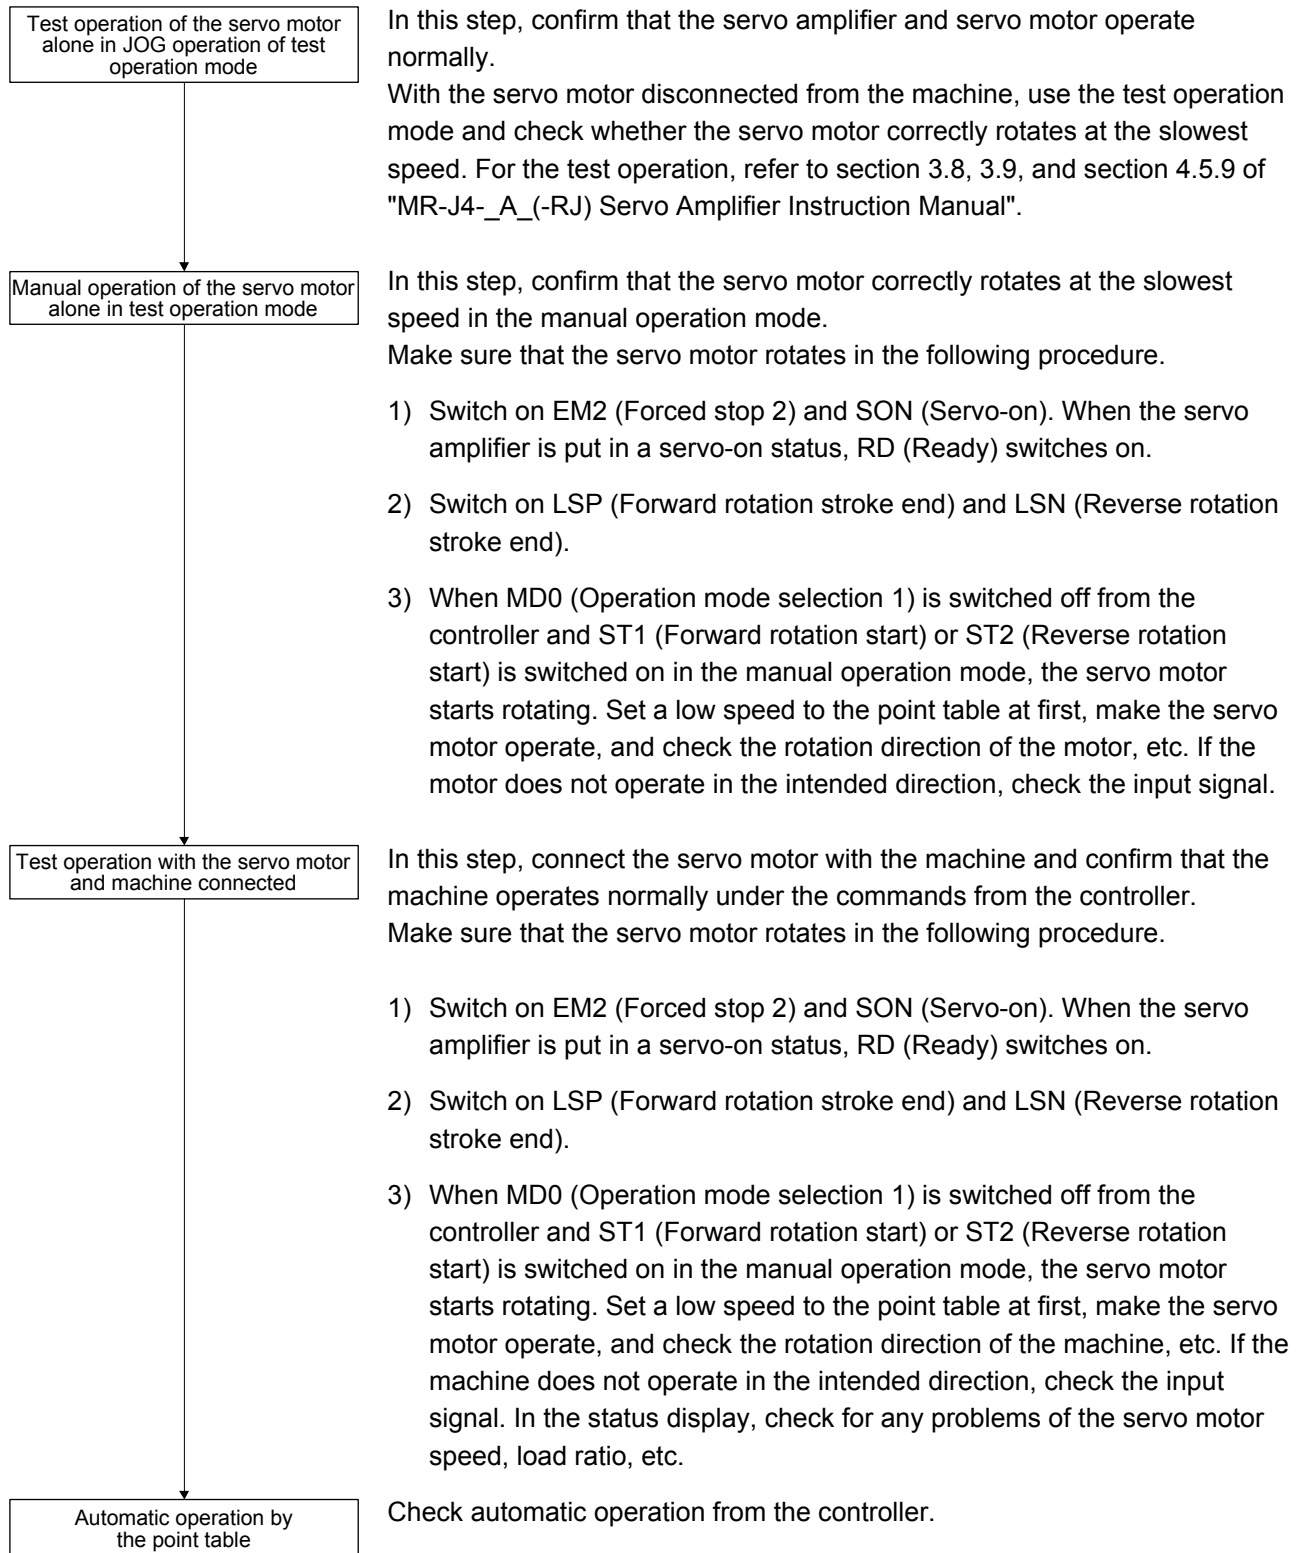 Test operation of the servo motor
alone in JOG operation of test
operation mode
In this step, confirm that the servo amplifier and servo motor operate
normally.
With the servo motor disconnected from the machine, use the test operation
mode and check whether the servo motor correctly rotates at the slowest
speed. For the test operation, refer to section 3.8, 3.9, and section 4.5.9 of
"MR-J4-_A_(-RJ) Servo Amplifier Instruction Manual".
Manual operation of the servo motor
alone in test operation mode
In this step, confirm that the servo motor correctly rotates at the slowest
speed in the manual operation mode.
Make sure that the servo motor rotates in the following procedure.
1) Switch on EM2 (Forced stop 2) and SON (Servo-on). When the servo
amplifier is put in a servo-on status, RD (Ready) switches on.
2) Switch on LSP (Forward rotation stroke end) and LSN (Reverse rotation
stroke end).
3) When MD0 (Operation mode selection 1) is switched off from the
controller and ST1 (Forward rotation start) or ST2 (Reverse rotation
start) is switched on in the manual operation mode, the servo motor
starts rotating. Set a low speed to the point table at first, make the servo
motor operate, and check the rotation direction of the motor, etc. If the
motor does not operate in the intended direction, check the input signal.
Test operation with the servo motor
and machine connected
In this step, connect the servo motor with the machine and confirm that the
machine operates normally under the commands from the controller.
Make sure that the servo motor rotates in the following procedure.
1) Switch on EM2 (Forced stop 2) and SON (Servo-on). When the servo
amplifier is put in a servo-on status, RD (Ready) switches on.
2) Switch on LSP (Forward rotation stroke end) and LSN (Reverse rotation
stroke end).
3) When MD0 (Operation mode selection 1) is switched off from the
controller and ST1 (Forward rotation start) or ST2 (Reverse rotation
start) is switched on in the manual operation mode, the servo motor
starts rotating. Set a low speed to the point table at first, make the servo
motor operate, and check the rotation direction of the machine, etc. If the
machine does not operate in the intended direction, check the input
signal. In the status display, check for any problems of the servo motor
speed, load ratio, etc.
Automatic operation by
the point table
Check automatic operation from the controller.